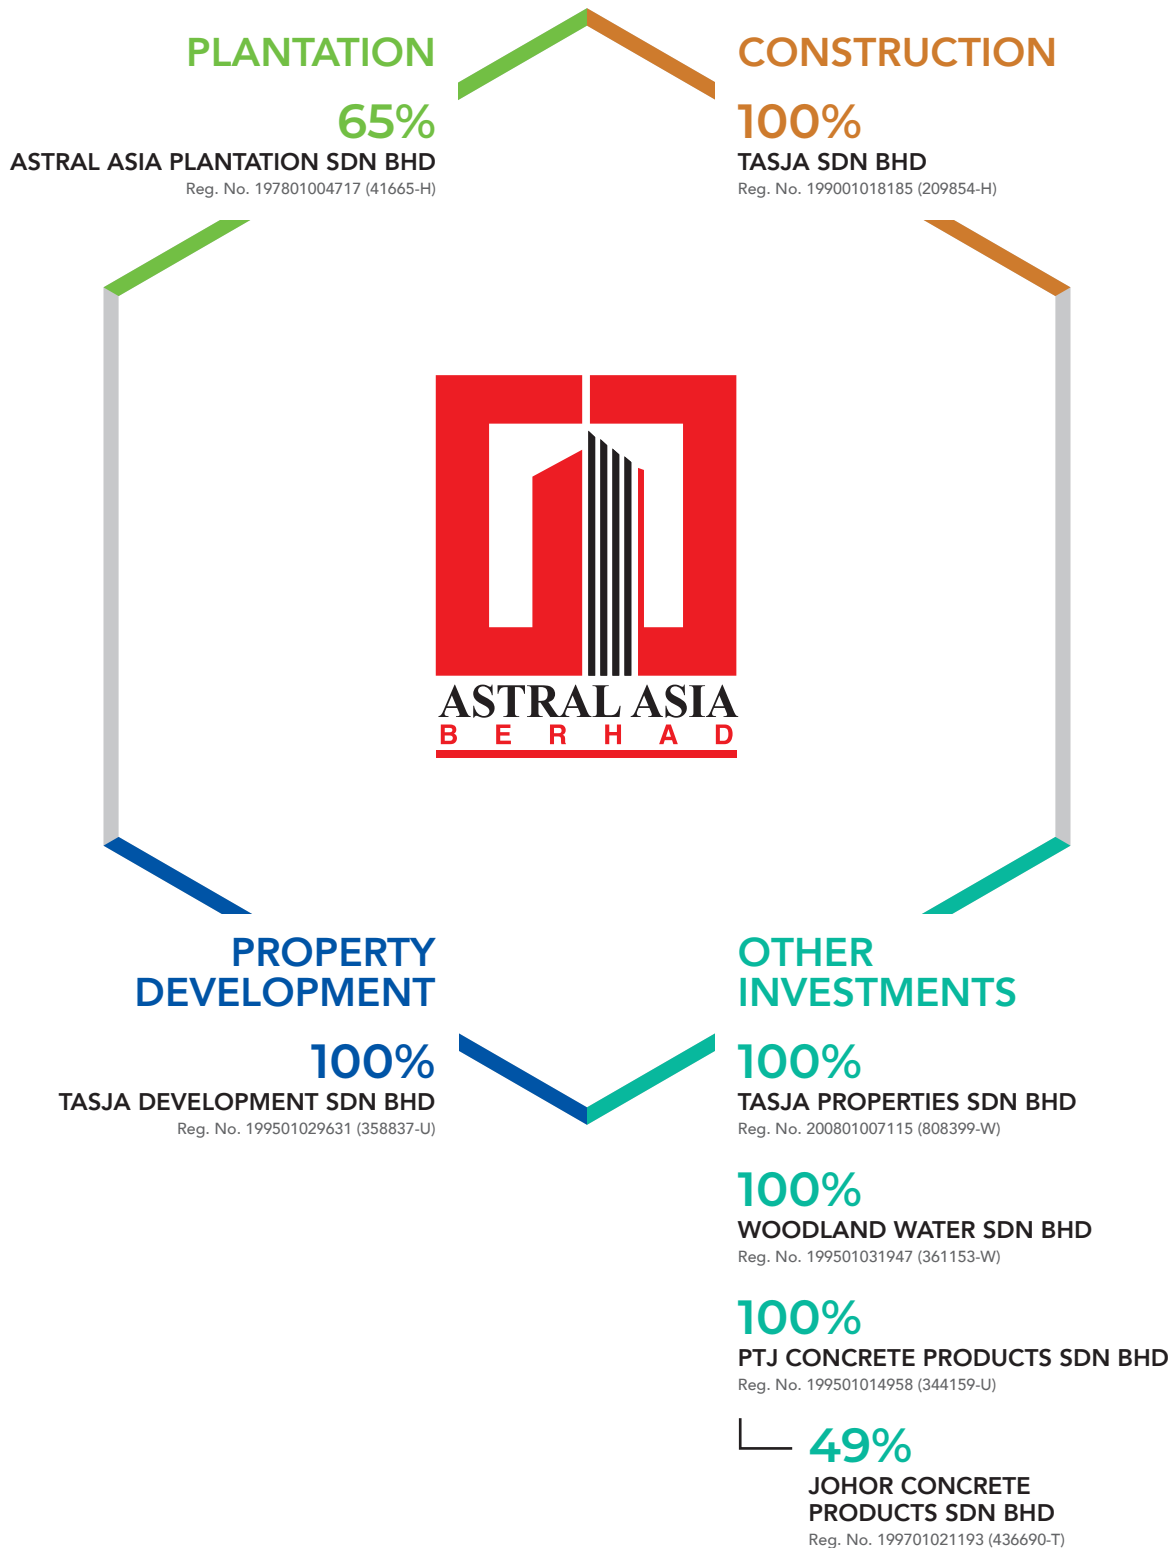 PLANTATION
65%
ASTRAL ASIA PLANTATION SDN BHD
Reg. No. 197801004717 (41665-H)
CONSTRUCTION
100%
TASJA SDN BHD
Reg. No. 199001018185 (209854-H)
ASTRAL ASIA
BERHAD
PROPERTY
DEVELOPMENT
100%
TASJA DEVELOPMENT SDN BHD
Reg. No. 199501029631 (358837-U)
OTHER
INVESTMENTS
100%
TASJA PROPERTIES SDN BHD
Reg. No. 200801007115 (808399-W)
100%
WOODLAND WATER SDN BHD
Reg. No. 199501031947 (361153-W)
100%
PTJ CONCRETE PRODUCTS SDN BHD
Reg. No. 199501014958 (344159-U)
49%
JOHOR CONCRETE
PRODUCTS SDN BHD
Reg. No. 199701021193 (436690-T)